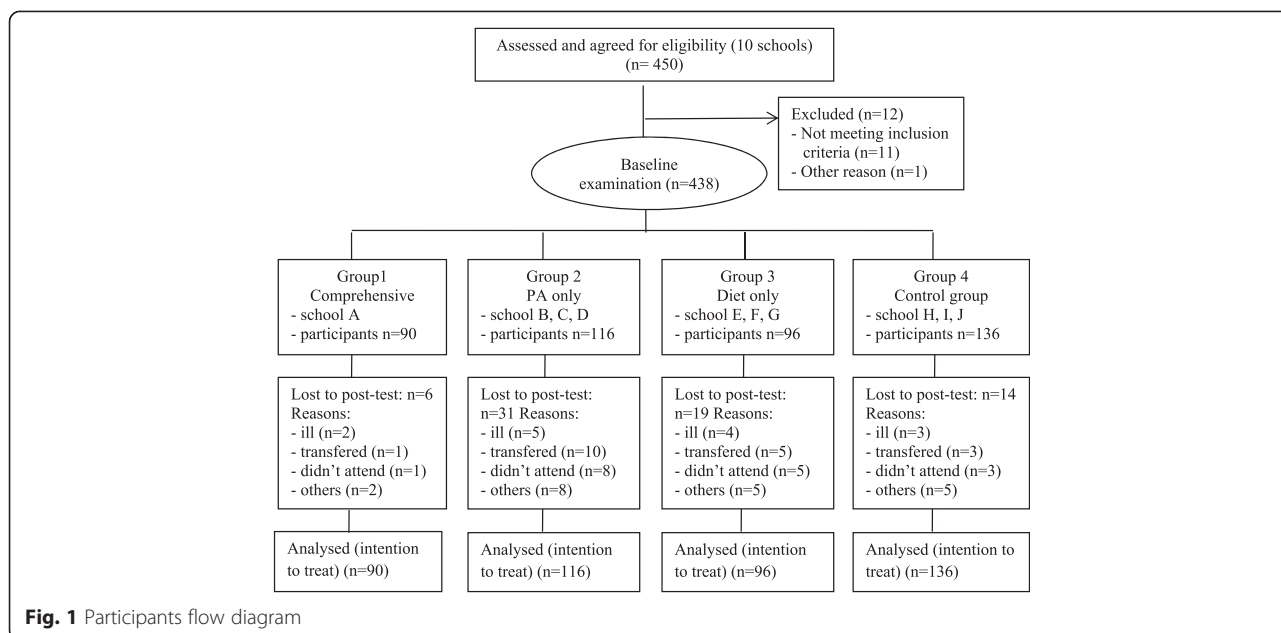 Assessed and agreed for eligibility (10 schools)
(n= 450)
Excluded (n=12)
- Not meeting inclusion
criteria (n=11)
- Other reason (n=1)
Baseline
examination (n=438)
Group1
Comprehensive
- school A
- participants n=90
Group 2
PA only
- school B, C, D
- participants n=116
Group 3
Diet only
- school E, F, G
- participants n=96
Group 4
Control group
- school H, I, J
- participants n=136
Lost to post-test: n=6
Reasons:
- ill (n=2)
- transfered (n=1)
- didn't attend (n=1)
- others (n=2)
Lost to post-test:
n=31 Reasons:
- ill (n=5)
- transfered (n=10)
- didn't attend (n=8)
- others (n=8)
Lost to post-test:
n=19 Reasons:
- ill (n=4)
- transfered (n=5)
- didn't attend (n=5)
- others (n=5)
Lost to post-test: n=14
Reasons:
- ill (n=3)
- transfered (n=3)
- didn't attend (n=3)
- others (n=5)
Analysed (intention
to treat) (n=90)
Analysed (intention
to treat) (n=116)
Analysed (intention
to treat) (n=96)
Analysed (intention to
treat) (n=136)
Fig. 1 Participants flow diagram